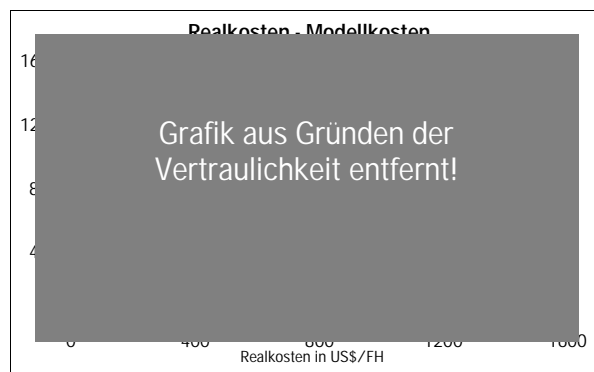 Realkosten - Modellkosten
Grafik aus Gründen der
Vertraulichkeit entfernt!
0 400 800 1200 1600
Realkosten in US$/FH